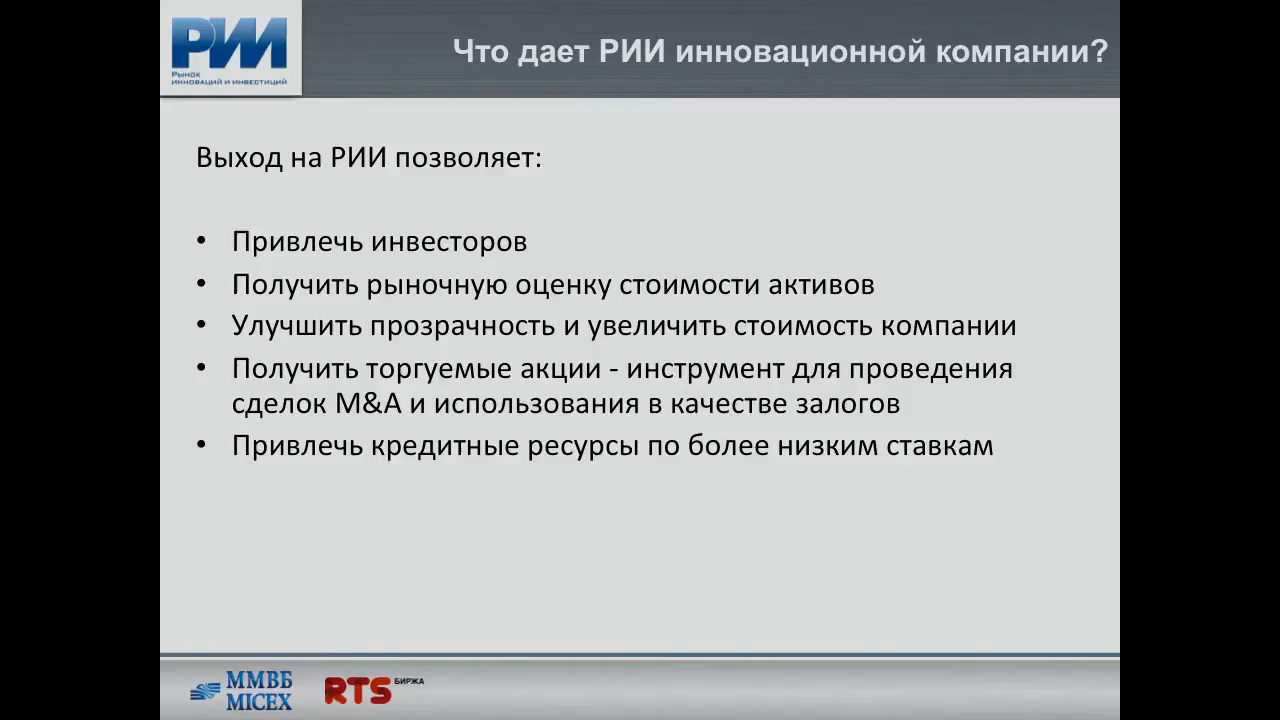 РИИ
Рынок
инноваций и инвестиций
Что дает РИИ инновационной компании?
Выход на РИИ позволяет:
• Привлечь инвесторов
• Получить рыночную оценку стоимости активов
• Улучшить прозрачность и увеличить стоимость компании
• Получить торгуемые акции - инструмент для проведения
сделок M&A и использования в качестве залогов
• Привлечь кредитные ресурсы по более низким ставкам
ММВБ
MICEX
RTS БИРЖА